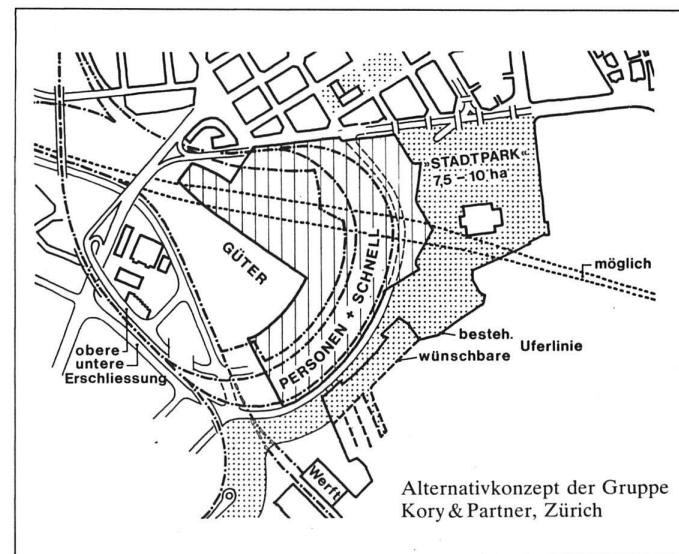 »STADTPARK«
7,5 – 10 ha
möglich
GÜTER
PERSONEN + SCHNELL
besteh.
wünschbare
Uferlinie
obere
untere
Erschliessung
Werft
Alternativkonzept der Gruppe
Kory & Partner, Zürich